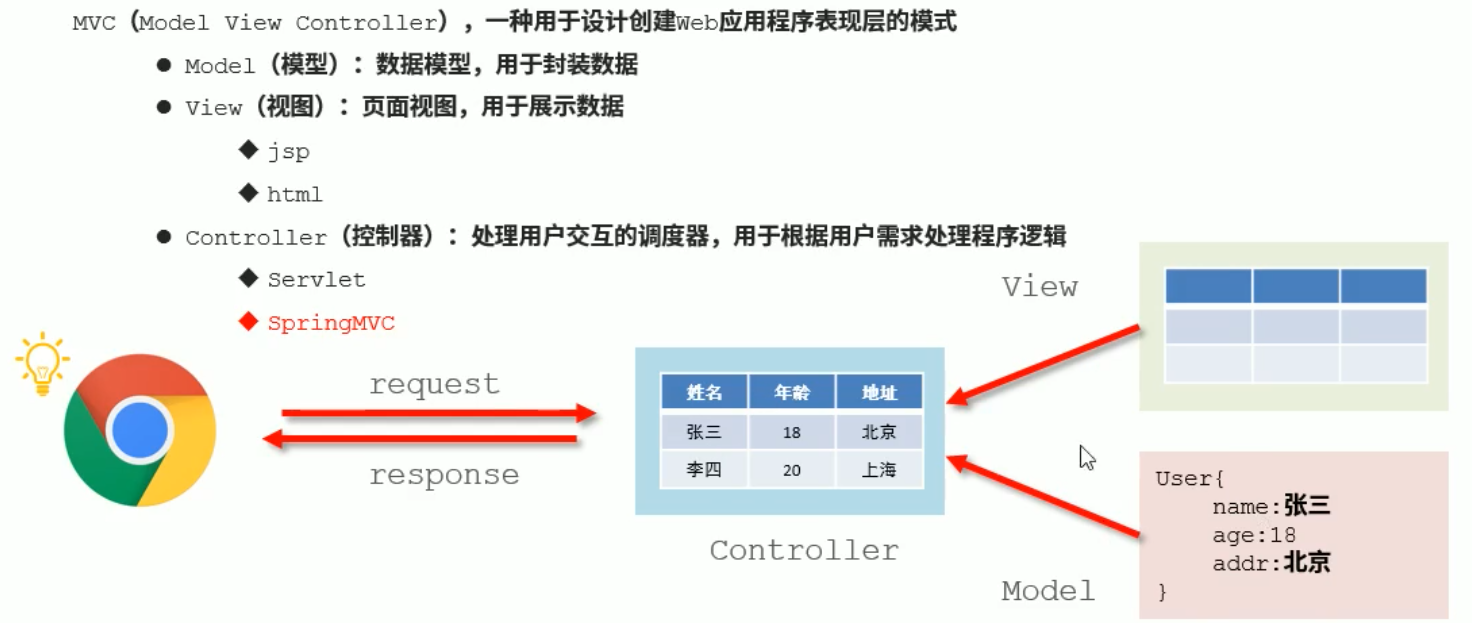 MVC（Model View Controller），一种用于设计创建Web应用程序表现层的模式
● Model（模型）：数据模型，用于封装数据
● View（视图）：页面视图，用于展示数据
◆ jsp
◆ html
● Controller（控制器）：处理用户交互的调度器，用于根据用户需求处理程序逻辑
◆ Servlet
◆ SpringMVC
request
response
姓名 年龄 地址
张三 18 北京
李四 20 上海
Controller
View
Model
User{
name:张三
age:18
addr:北京
}